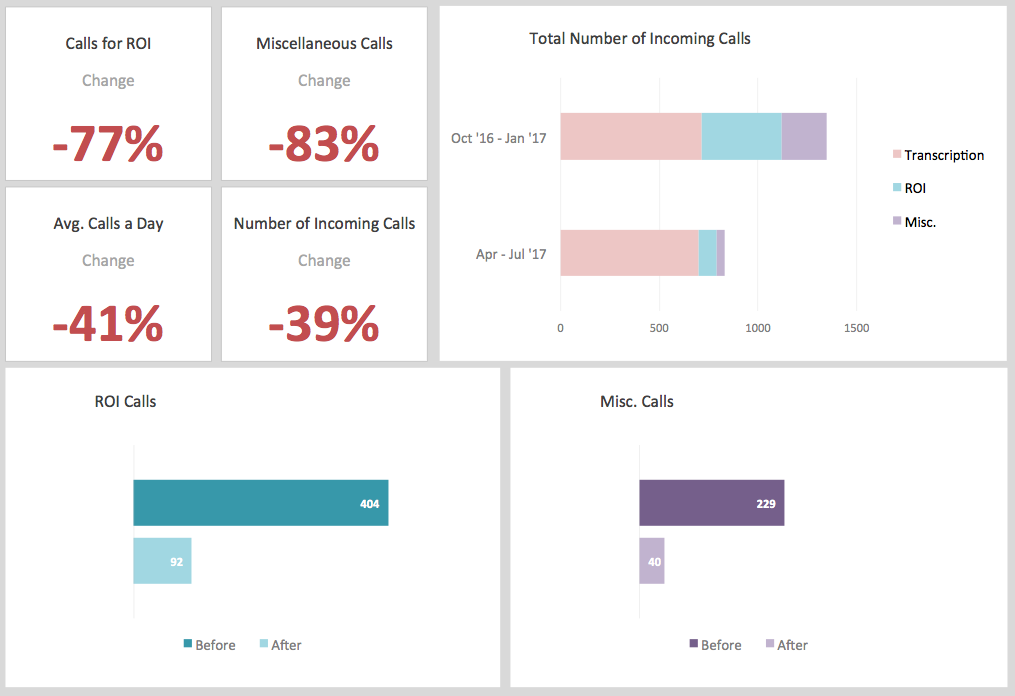 Calls for ROI
Change
-77%
Miscellaneous Calls
Change
-83%
Avg. Calls a Day
Change
-41%
Number of Incoming Calls
Change
-39%
Total Number of Incoming Calls
Oct '16 - Jan '17
Apr - Jul '17
0 500 1000 1500
Transcription
ROI
Misc.
ROI Calls
404
92
Before After
Misc. Calls
229
40
Before After